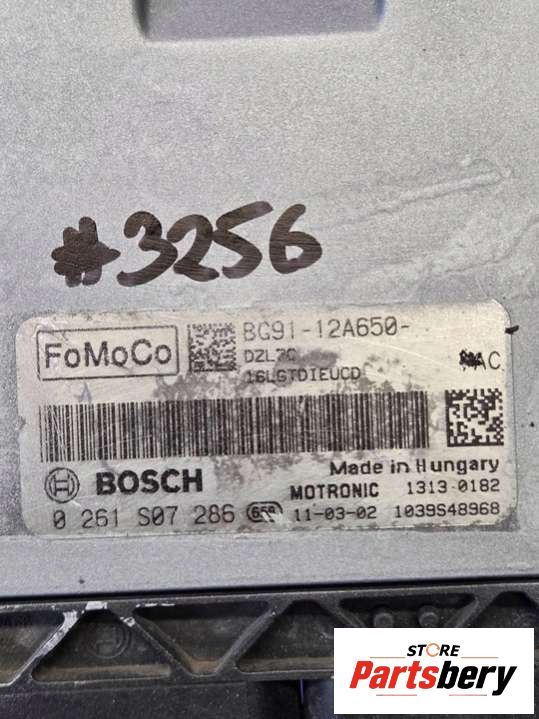 #3256
FoMoCo
BG91-12A650-
DZLZC
AC
16LGTDIEUCD
BOSCH
Made in Hungary
MOTRONIC 1313 0182
0 261 S07 286 11-03-02 1039S48968
STORE
Partsbery